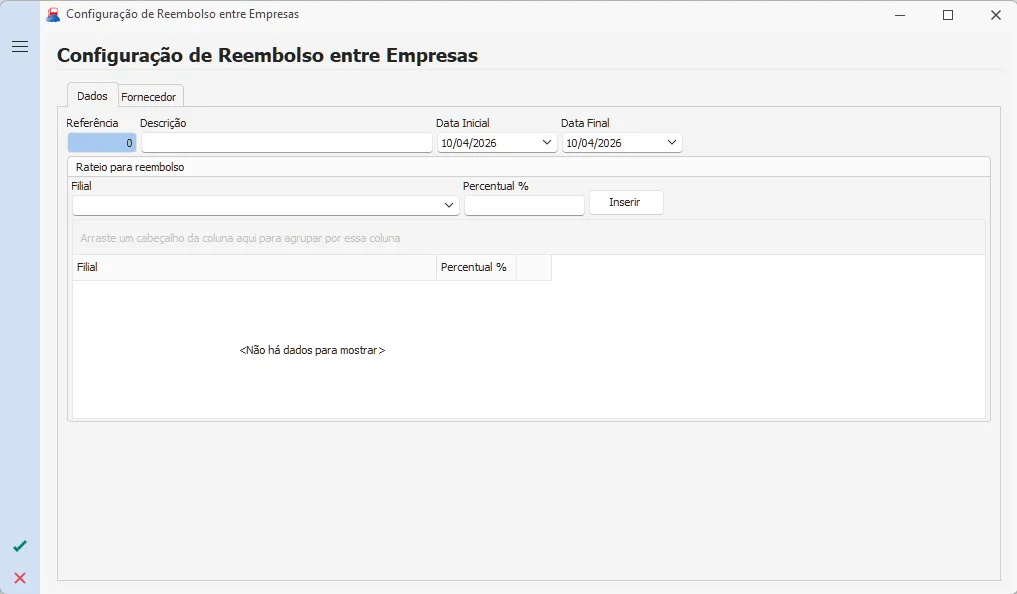 Configuração de Reembolso entre Empresas
Configuração de Reembolso entre Empresas
Dados Fornecedor
Referência Descrição Data Inicial Data Final
0 10/04/2026 10/04/2026
Rateio para reembolso
Filial Percentual %
Inserir
Arraste um cabeçalho da coluna aqui para agrupar por essa coluna
Filial Percentual %
<Não há dados para mostrar>